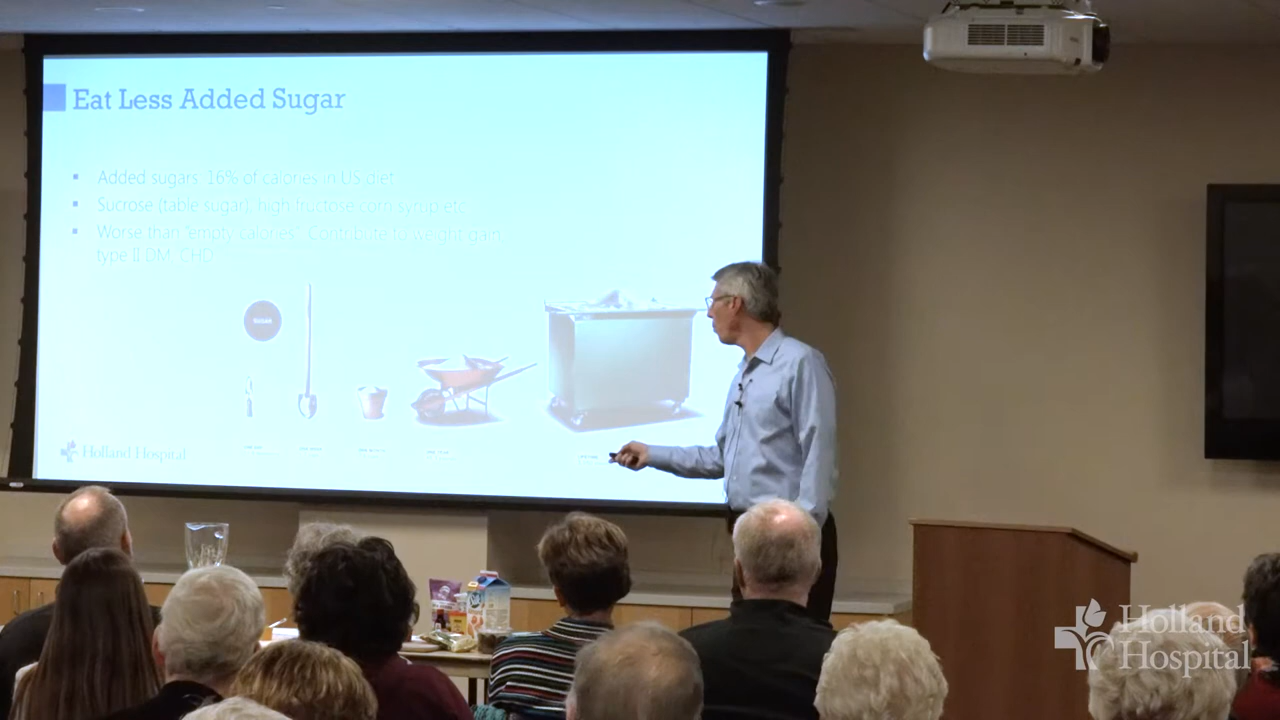 Eat Less Added Sugar
Added sugars: 16% of calories in US diet
Sucrose (table sugar), high fructose corn syrup etc
Worse than "empty calories". Contribute to weight gain,
type II DM, CHD
SUGAR
Holland Hospital
Holland
Hospital